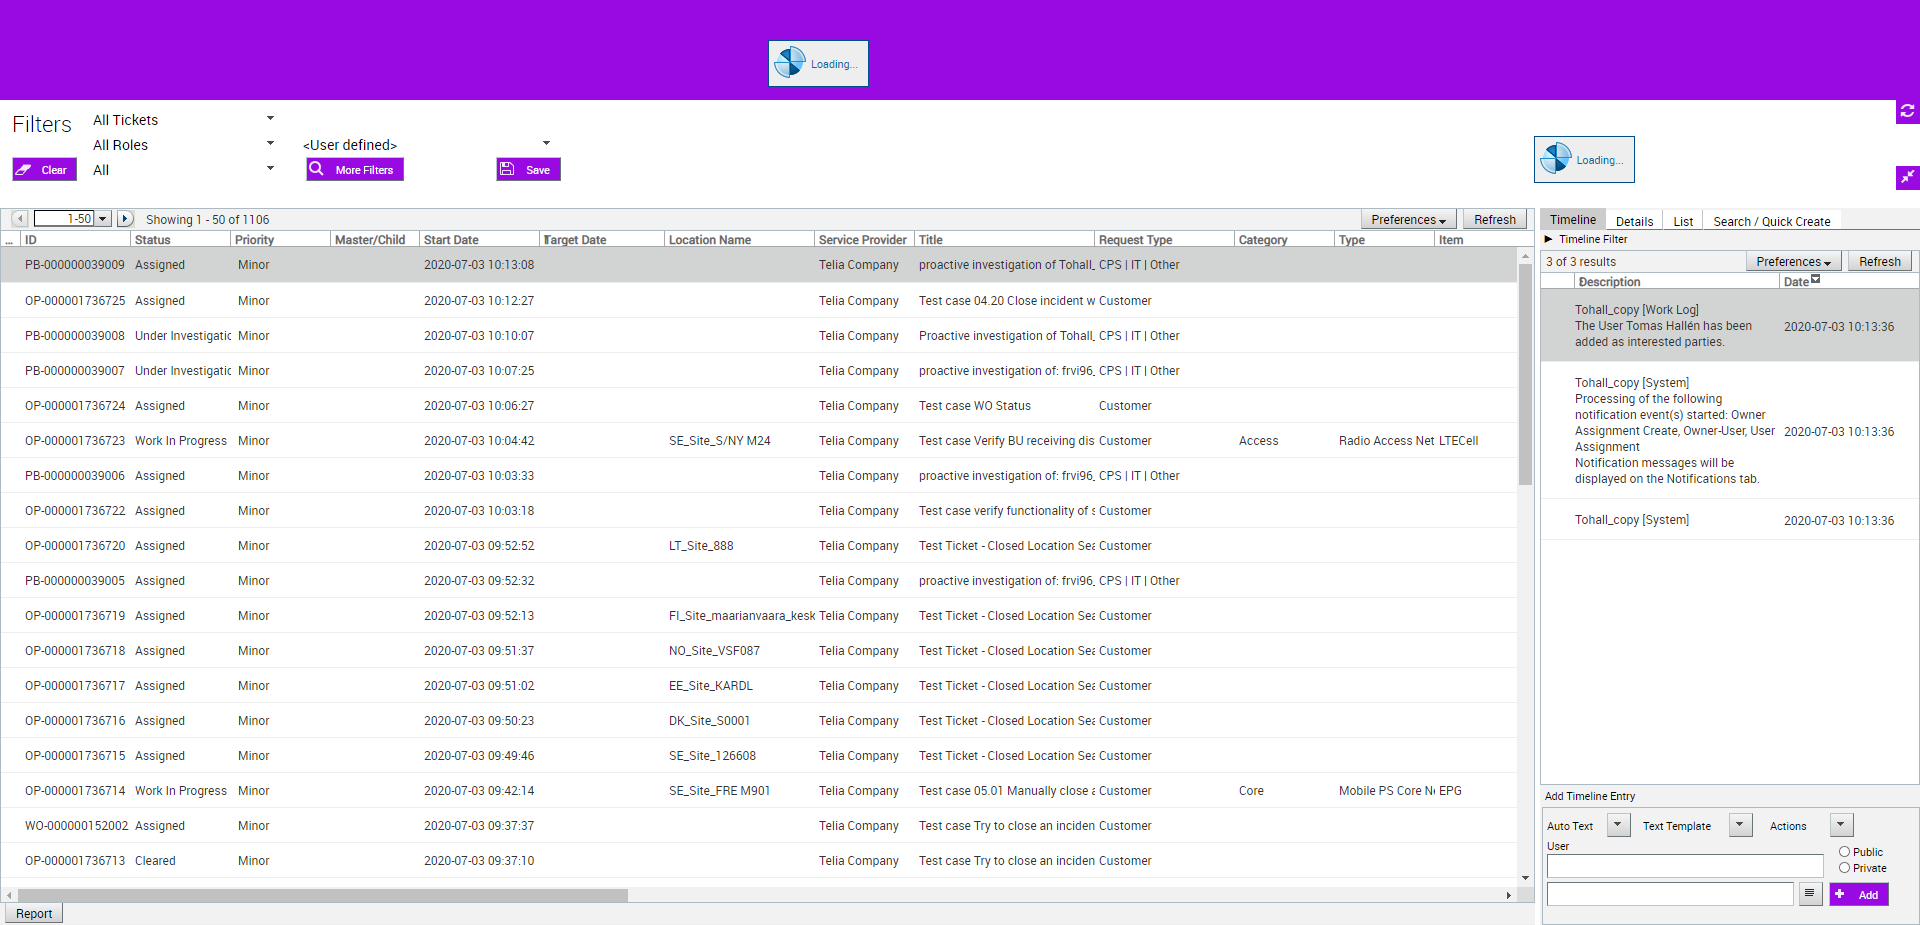 Loading...
Filters
All Tickets
All Roles
<User defined>
Loading...
Clear
All
More Filters
Save
1-50
Showing 1 - 50 of 1106
Preferences
Refresh
... ID Status Priority Master/Child Start Date Target Date Location Name Service Provider Title Request Type Category Type Item
PB-000000039009 Assigned Minor 2020-07-03 10:13:08 Telia Company proactive investigation of Tohall_ CPS | IT | Other
OP-000001736725 Assigned Minor 2020-07-03 10:12:27 Telia Company Test case 04.20 Close incident w Customer
PB-000000039008 Under Investigatic Minor 2020-07-03 10:10:07 Telia Company Proactive investigation of Tohall_ CPS | IT | Other
PB-000000039007 Under Investigatic Minor 2020-07-03 10:07:25 Telia Company proactive investigation of: frvi96_ CPS | IT | Other
OP-000001736724 Assigned Minor 2020-07-03 10:06:27 Telia Company Test case WO Status Customer
OP-000001736723 Work In Progress Minor 2020-07-03 10:04:42 SE_Site_S/NY M24 Telia Company Test case Verify BU receiving dis Customer Access Radio Access Net LTECell
PB-000000039006 Assigned Minor 2020-07-03 10:03:33 Telia Company proactive investigation of: frvi96_ CPS | IT | Other
OP-000001736722 Assigned Minor 2020-07-03 10:03:18 Telia Company Test case verify functionality of s Customer
OP-000001736720 Assigned Minor 2020-07-03 09:52:52 LT_Site_888 Telia Company Test Ticket - Closed Location Sea Customer
PB-000000039005 Assigned Minor 2020-07-03 09:52:32 Telia Company proactive investigation of: frvi96_ CPS | IT | Other
OP-000001736719 Assigned Minor 2020-07-03 09:52:13 FI_Site_maarianvaara_kesk Telia Company Test Ticket - Closed Location Sea Customer
OP-000001736718 Assigned Minor 2020-07-03 09:51:37 NO_Site_VSF087 Telia Company Test Ticket - Closed Location Sea Customer
OP-000001736717 Assigned Minor 2020-07-03 09:51:02 EE_Site_KARDL Telia Company Test Ticket - Closed Location Sea Customer
OP-000001736716 Assigned Minor 2020-07-03 09:50:23 DK_Site_S0001 Telia Company Test Ticket - Closed Location Sea Customer
OP-000001736715 Assigned Minor 2020-07-03 09:49:46 SE_Site_126608 Telia Company Test Ticket - Closed Location Sea Customer
OP-000001736714 Work In Progress Minor 2020-07-03 09:42:14 SE_Site_FRE M901 Telia Company Test case 05.01 Manually close a Customer Core Mobile PS Core Ne EPG
WO-000000152002 Assigned Minor 2020-07-03 09:37:37 Telia Company Test case Try to close an inciden Customer
OP-000001736713 Cleared Minor 2020-07-03 09:37:10 Telia Company Test case Try to close an inciden Customer
Report
Timeline Details List Search / Quick Create
Timeline Filter
3 of 3 results
Preferences
Refresh
Description Date
Tohall_copy [Work Log]
The User Tomas Hallén has been
added as interested parties.
2020-07-03 10:13:36
Tohall_copy [System]
Processing of the following
notification event(s) started: Owner
Assignment Create, Owner-User, User
Assignment
Notification messages will be
displayed on the Notifications tab.
2020-07-03 10:13:36
Tohall_copy [System] 2020-07-03 10:13:36
Add Timeline Entry
Auto Text Text Template Actions
User
Public
Private
Add